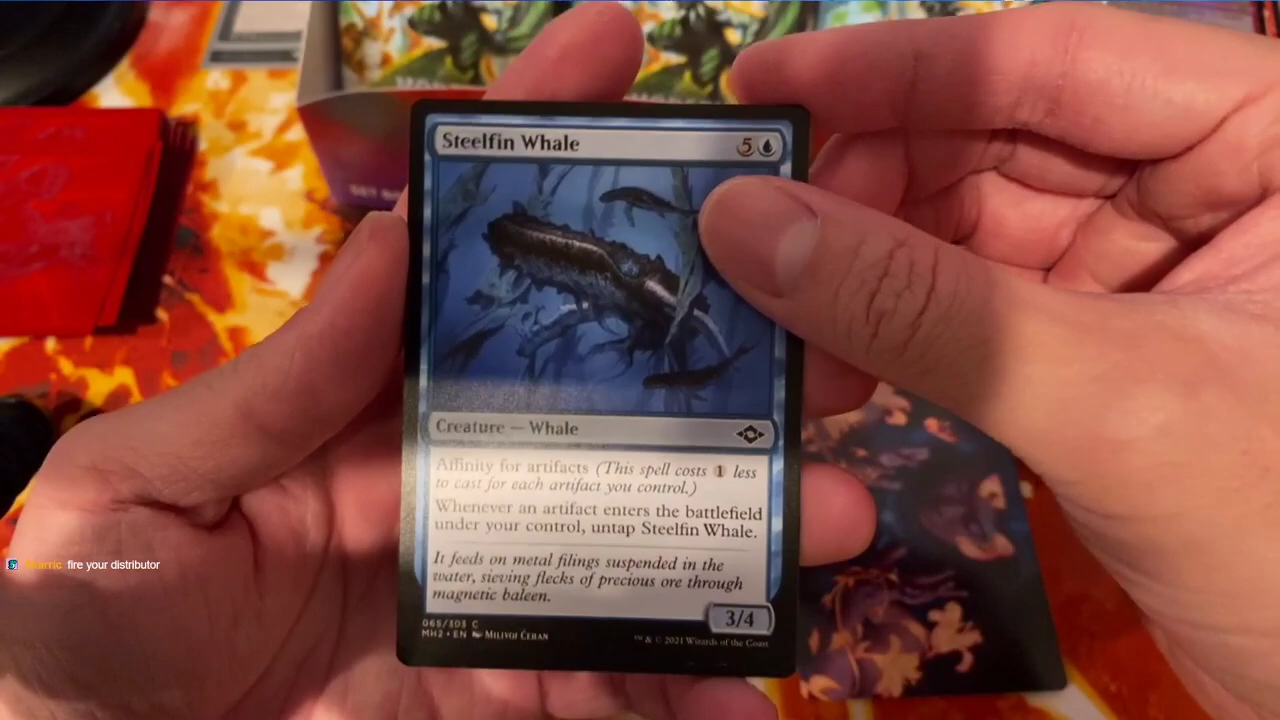 Steelfin Whale 5
Creature — Whale
Affinity for artifacts (This spell costs 1 less
to cast for each artifact you control.)
Whenever an artifact enters the battlefield
under your control, untap Steelfin Whale.
It feeds on metal filings suspended in the
water, sieving flecks of precious ore through
magnetic baleen.
3/4
065/303 C
MH2 • EN Milivoj Ćeran
™ & © 2021 Wizards of the Coast
fire your distributor